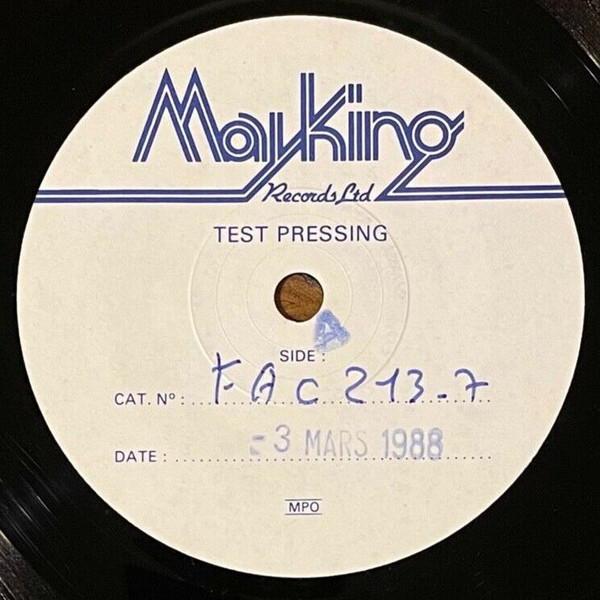 MayKing
Records Ltd
TEST PRESSING
A
SIDE :
CAT. Nº : FAC 213-7
DATE : -3 MARS 1988
MPO